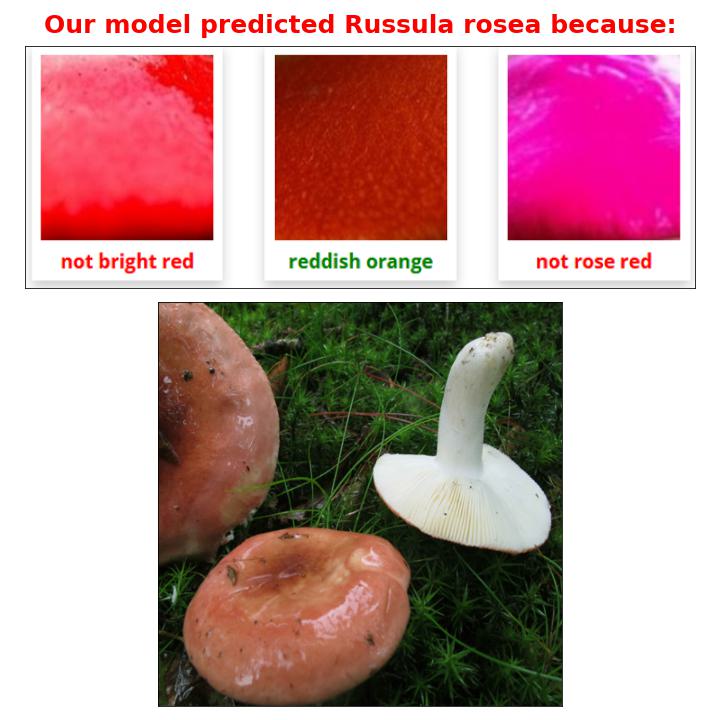 Our model predicted Russula rosea because:
not bright red
reddish orange
not rose red